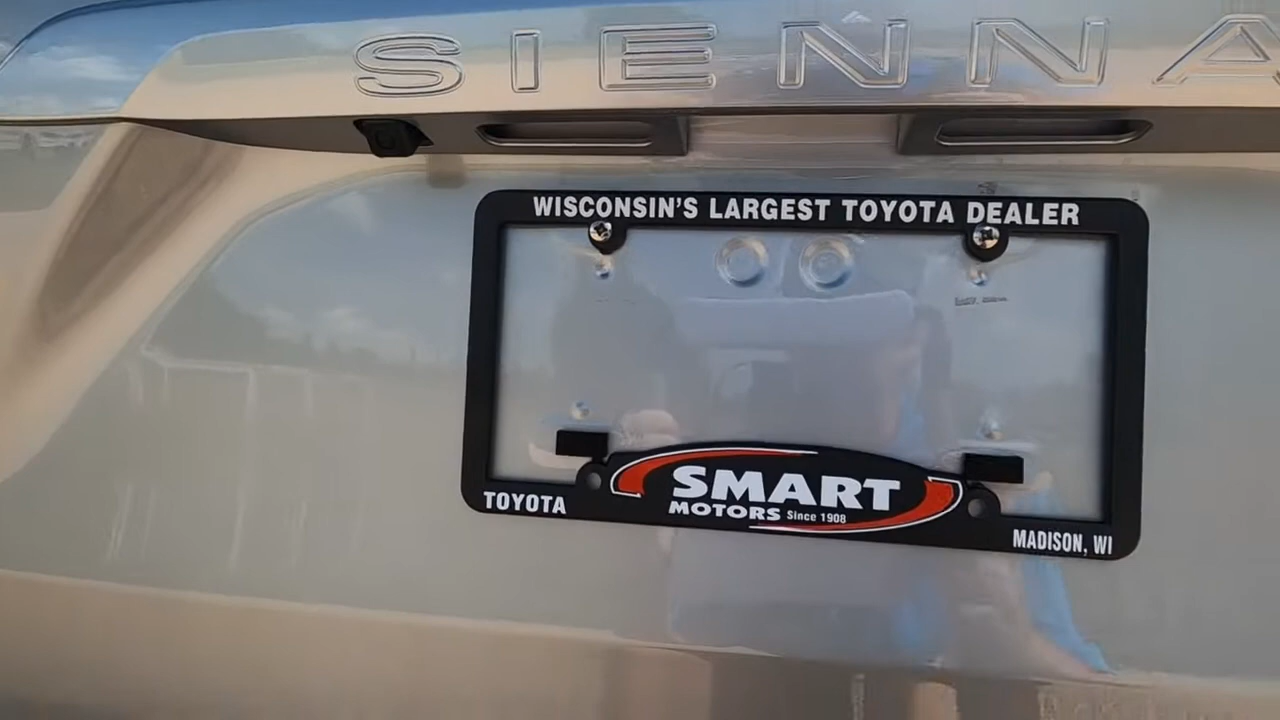 SIENNA
WISCONSIN'S LARGEST TOYOTA DEALER
SMART
MOTORS Since 1908
TOYOTA
MADISON, WI